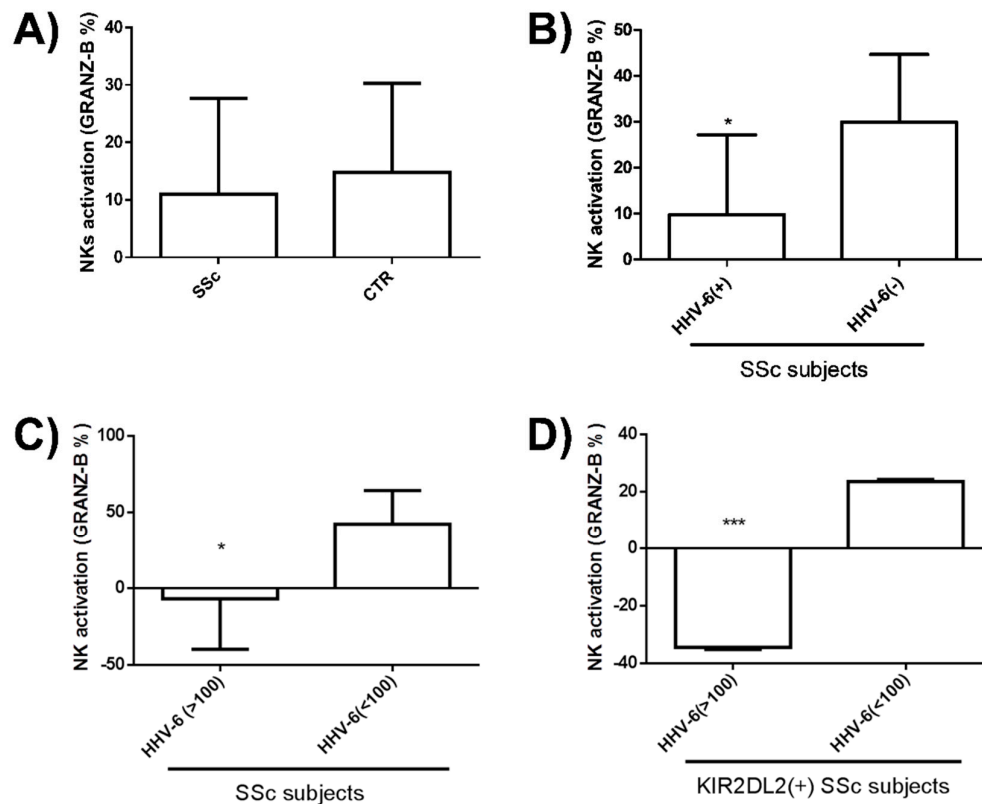 A)
NKs activation (GRANZ-B %)
40
30
20
10
0
SSc
CTR
B)
NK activation (GRANZ-B %)
50
40
30
20
10
0
*
HHV-6(+)
HHV-6(-)
SSc subjects
C)
NK activation (GRANZ-B %)
100
50
0
-50
*
HHV-6 (>100)
HHV-6(<100)
SSc subjects
D)
NK activation (GRANZ-B %)
40
20
0
-20
-40
***
HHV-6(>100)
HHV-6(<100)
KIR2DL2(+) SSc subjects